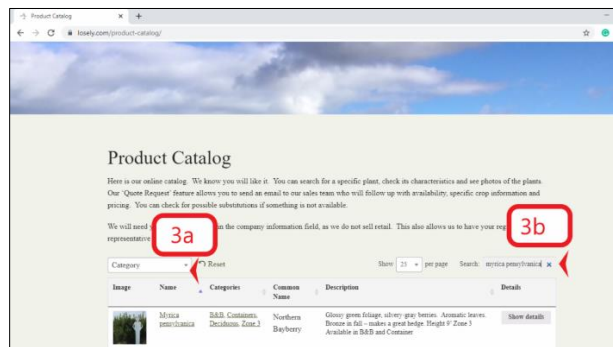 Product Catalog
losely.com/product-catalog/
Product Catalog
Here is our online catalog. We know you will like it. You can search for a specific plant, check its characteristics and see photos of the plants.
Our 'Quote Request' feature allows you to send an email to our sales team who will follow up with availability, specific crop information and
pricing. You can check for possible substitutions if something is not available.
We will need in the company information field, as we do not sell retail. This also allows us to have your
representative
3a
3b
Category Reset Show 25 per page Search: myrica pensylvanica
Image Name Categories Common Name Description Details
Myrica pensylvanica
B&B, Containers,
Deciduous, Zone 3
Northern
Bayberry
Glossy green foliage, silvery-gray berries. Aromatic leaves.
Bronze in fall – makes a great hedge. Height 9' Zone 3
Available in B&B and Container
Show details